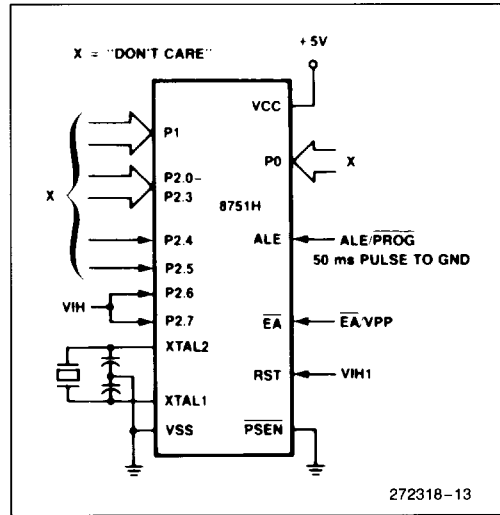 X = "DON'T CARE"
+5V
VCC
P1
P0
X
P2.0–
P2.3
X
8751H
P2.4
ALE
ALE/PROG
50 ms PULSE TO GND
P2.5
P2.6
VIH
P2.7
EA
EA/VPP
XTAL2
RST
VIH1
XTAL1
VSS
PSEN
272318–13